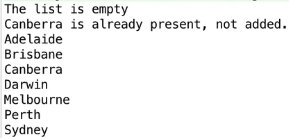 The list is empty
Canberra is already present, not added.
Adelaide
Brisbane
Canberra
Darwin
Melbourne
Perth
Sydney